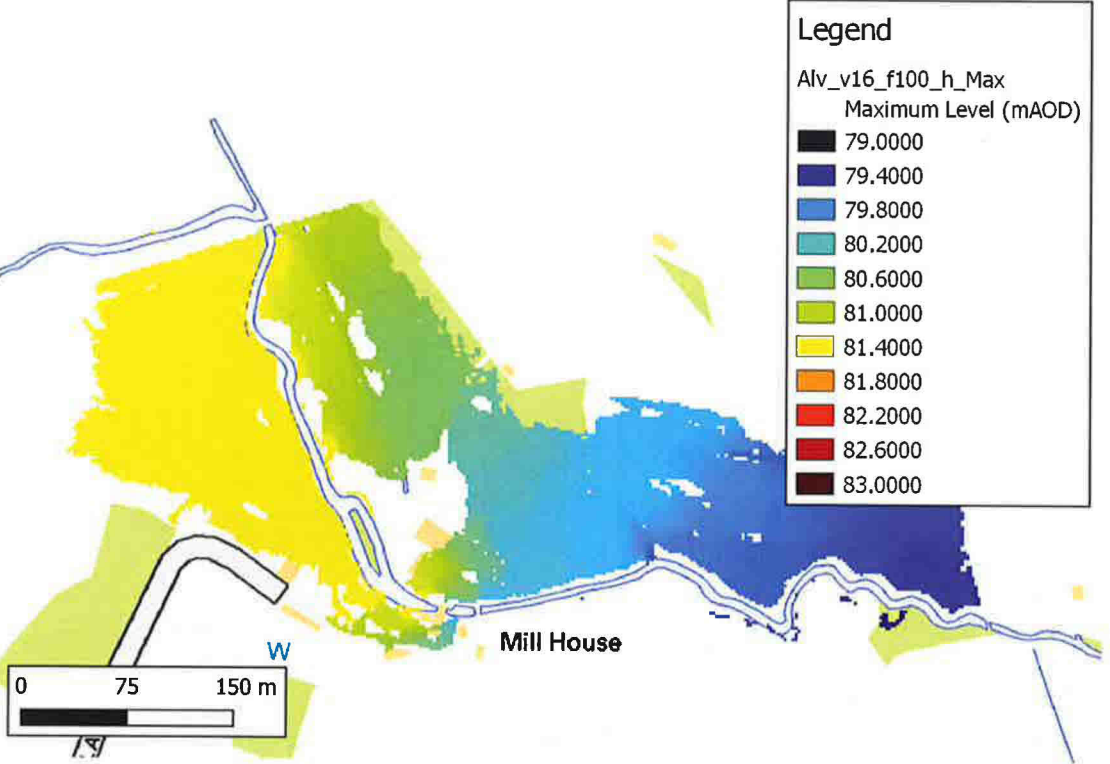 Legend
Alv_v16_f100_h_Max
Maximum Level (mAOD)
79.0000
79.4000
79.8000
80.2000
80.6000
81.0000
81.4000
81.8000
82.2000
82.6000
83.0000
Mill House
W
0 75 150 m